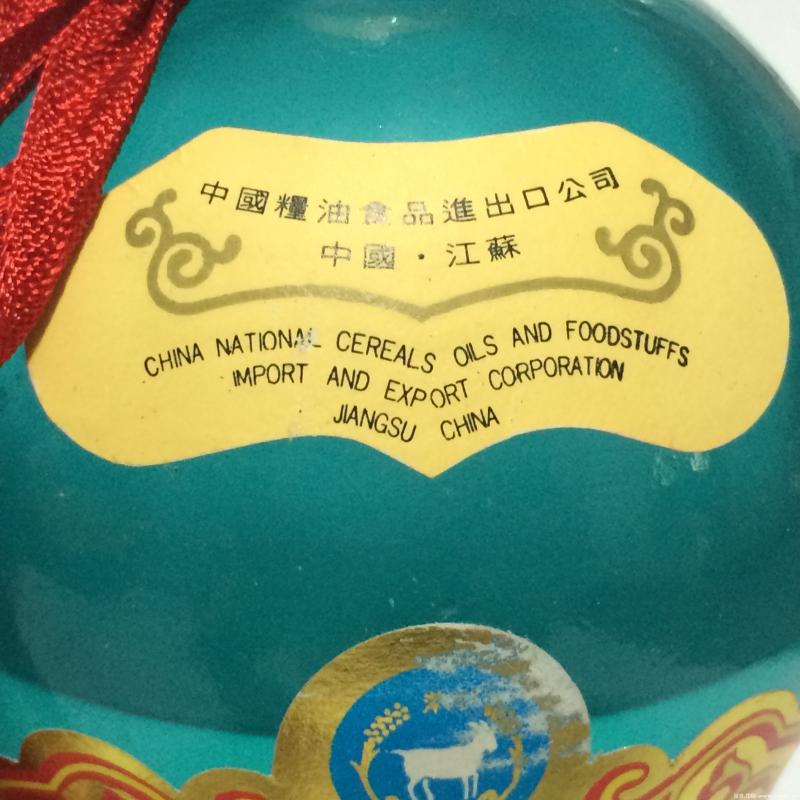 中國糧油食品進出口公司
中國·江蘇
CHINA NATIONAL CEREALS OILS AND FOODSTUFFS
IMPORT AND EXPORT CORPORATION
JIANGSU CHINA